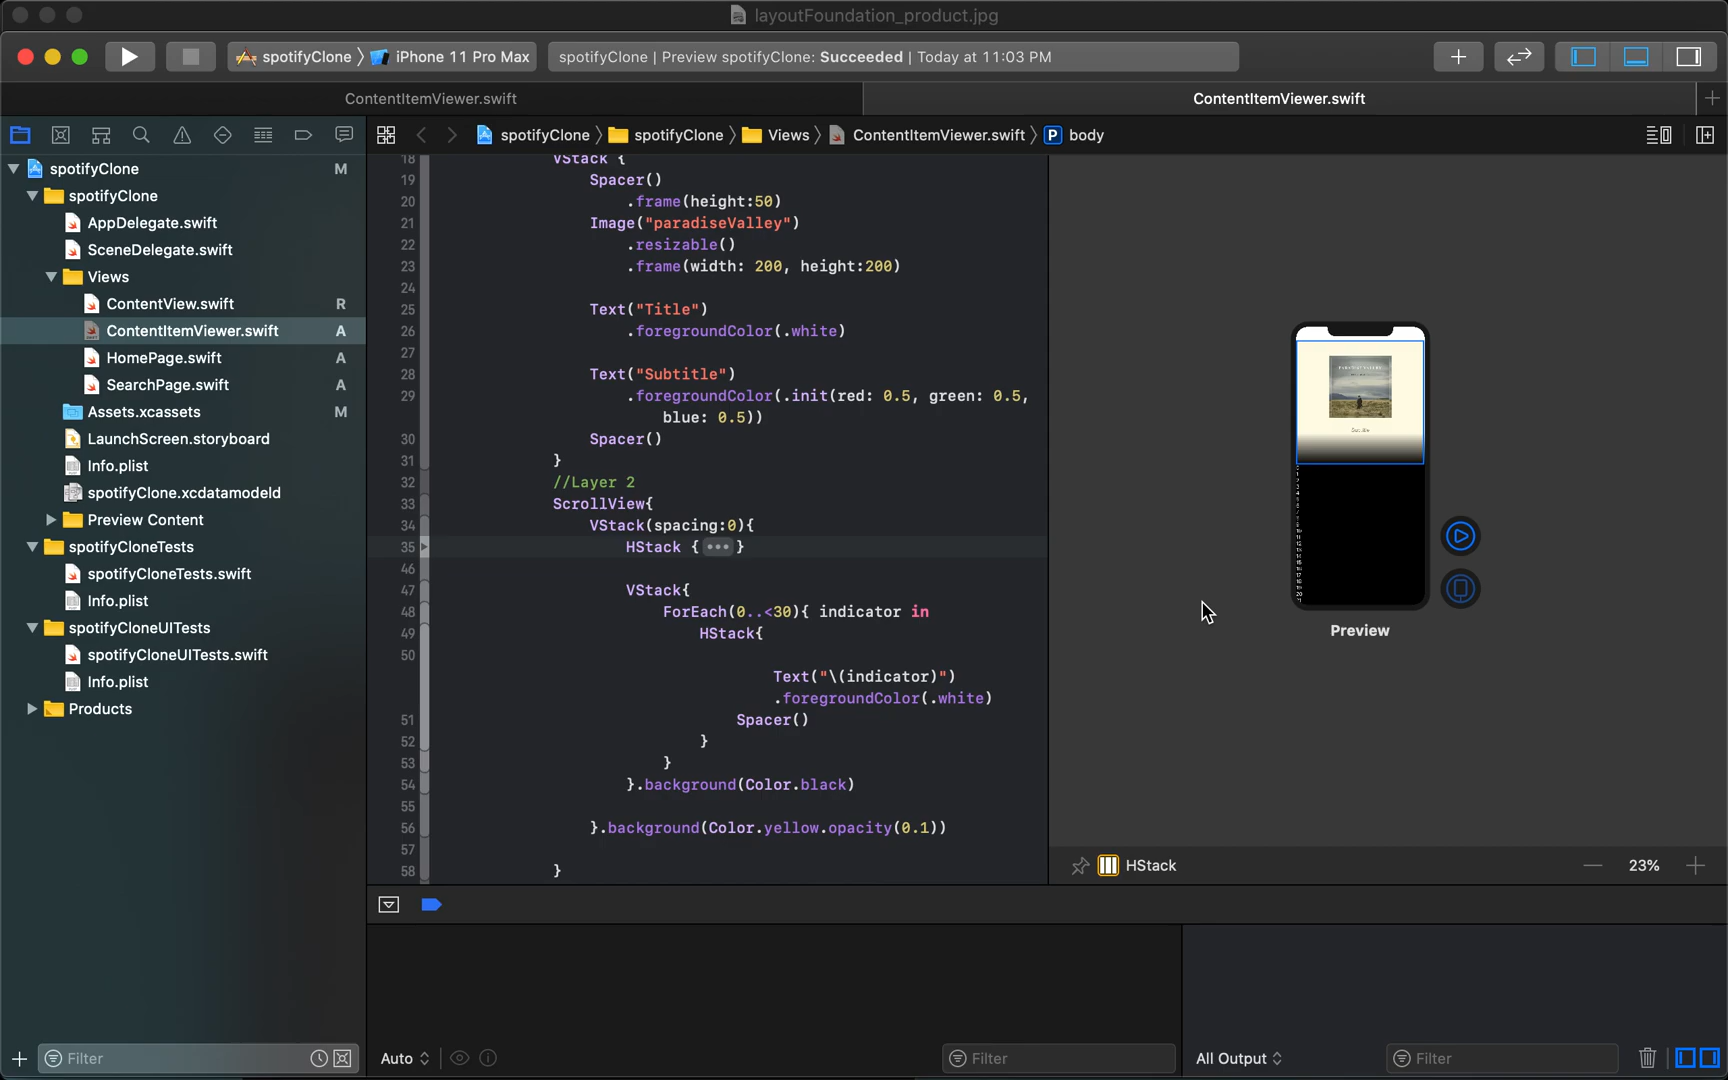 layoutFoundation_product.jpg
spotifyClone
iPhone 11 Pro Max
spotifyClone | Preview spotifyClone: Succeeded | Today at 11:03 PM
ContentItemViewer.swift
ContentItemViewer.swift
spotifyClone
spotifyClone
Views
ContentItemViewer.swift
P body
spotifyClone M
spotifyClone
AppDelegate.swift
SceneDelegate.swift
Views
ContentView.swift R
ContentItemViewer.swift A
HomePage.swift A
SearchPage.swift A
Assets.xcassets M
LaunchScreen.storyboard
Info.plist
spotifyClone.xcdatamodeld
Preview Content
spotifyCloneTests
spotifyCloneTests.swift
Info.plist
spotifyCloneUITests
spotifyCloneUITests.swift
Info.plist
Products
18 VStack {
19 Spacer()
20 .frame(height:50)
21 Image("paradiseValley")
22 .resizable()
23 .frame(width: 200, height:200)
24
25 Text("Title")
26 .foregroundColor(.white)
27
28 Text("Subtitle")
29 .foregroundColor(.init(red: 0.5, green: 0.5,
blue: 0.5))
30 Spacer()
31 }
32 //Layer 2
33 ScrollView{
34 VStack(spacing:0){
35 HStack {•••}
46
47 VStack{
48 ForEach(0..<30){ indicator in
49 HStack{
50
Text("\(indicator)")
.foregroundColor(.white)
51 Spacer()
52 }
53 }
54 }.background(Color.black)
55
56 }.background(Color.yellow.opacity(0.1))
57
58 }
Preview
HStack
23%
Filter
Auto
Filter
All Output
Filter